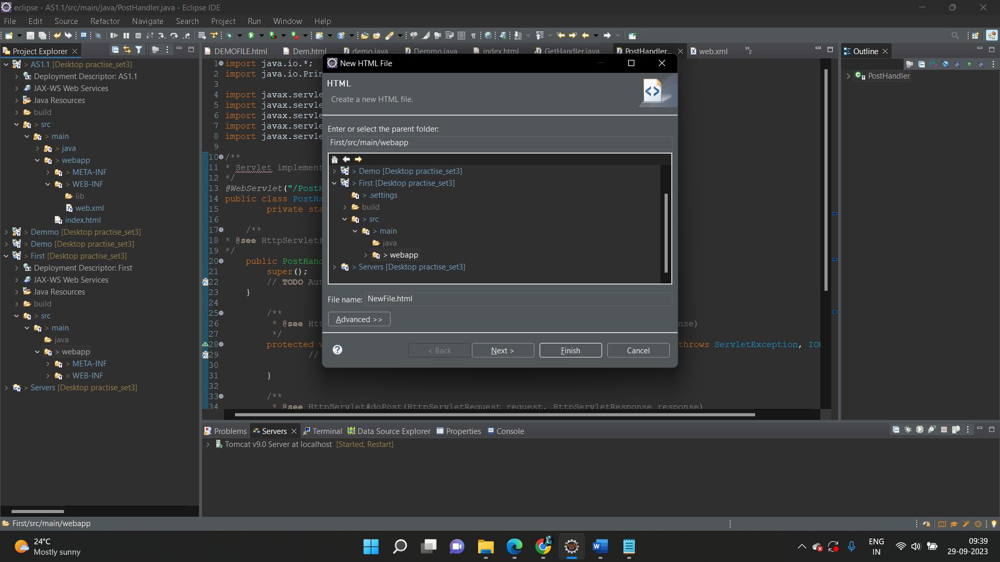 eclipse - AS1.1/src/main/java/PostHandler.java - Eclipse IDE
File Edit Source Refactor Navigate Search Project Run Window Help
Project Explorer
> AS1.1 [Desktop practise_set3]
Deployment Descriptor: AS1.1
JAX-WS Web Services
Java Resources
build
> src
> main
> java
> webapp
> META-INF
> WEB-INF
lib
web.xml
index.html
> Demmo [Desktop practise_set3]
> Demo [Desktop practise_set3]
> First [Desktop practise_set3]
Deployment Descriptor: First
JAX-WS Web Services
Java Resources
build
> src
> main
java
> webapp
> META-INF
> WEB-INF
> Servers [Desktop practise_set3]
DEMOFILE.html Dem.html demo.java Demmo.java index.html GetHandler.java PostHandler... web.xml »2
1 import java.io.*;
2 import java.io.Prin
3
4 import javax.servle
5 import javax.servle
6 import javax.servle
7 import javax.servle
8 import javax.servle
9
10 /**
11 * Servlet implement
12 */
13 @WebServlet("/PostH
14 public class PostHa
15 private sta
16
17 /**
18 * @see HttpServlet#
19 */
20 public PostHand
21 super();
22 // TODO Aut
23 }
24
25 /**
26 * @see Htt nse)
27 */
28 protected v throws ServletException, IOE
29 //
30
31 }
32
33 /**
34 * @see HttpServlet#doPost(HttpServletRequest request, HttpServletResponse response)
New HTML File
HTML
Create a new HTML file.
Enter or select the parent folder:
First/src/main/webapp
> Demo [Desktop practise_set3]
> First [Desktop practise_set3]
> .settings
build
> src
> main
java
> webapp
> Servers [Desktop practise_set3]
File name: NewFile.html
Advanced >>
< Back Next > Finish Cancel
Outline
PostHandler
Problems Servers Terminal Data Source Explorer Properties Console
Tomcat v9.0 Server at localhost [Started, Restart]
First/src/main/webapp
24°C
Mostly sunny
ENG
IN
09:39
29-09-2023